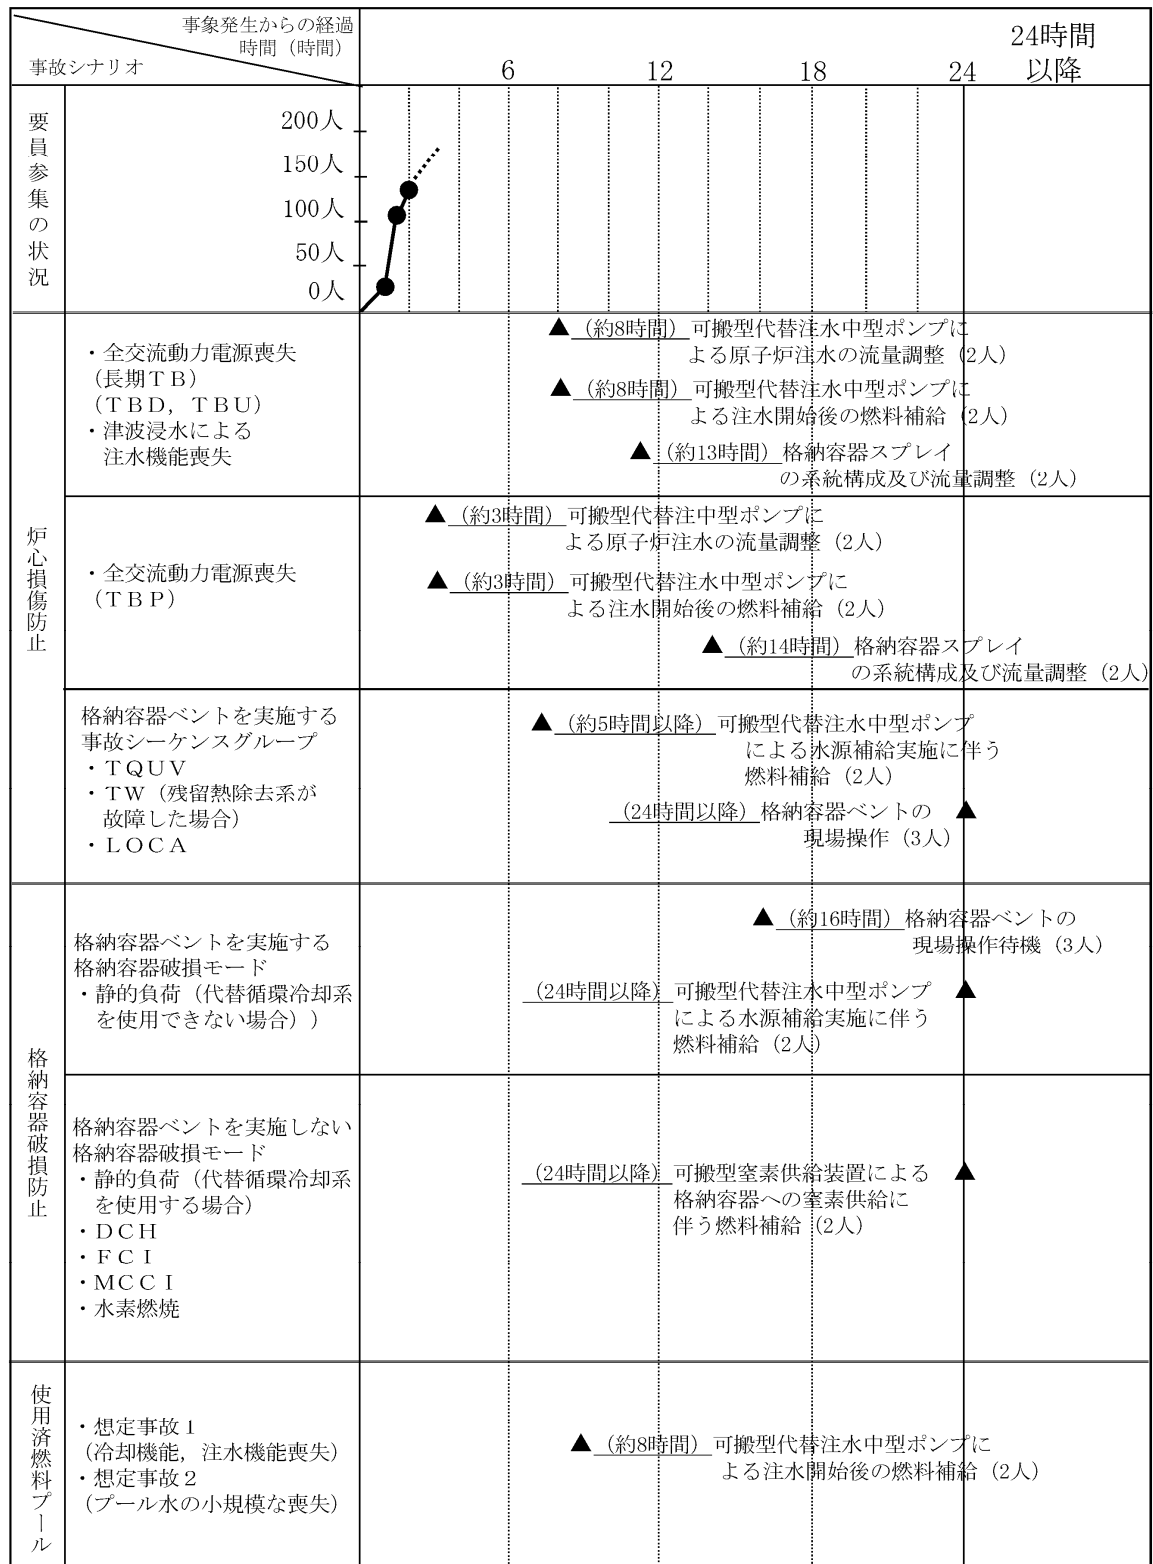 事象発生からの経過
時間（時間）
事故シナリオ
6
12
18
24
24時間
以降
要員参集の状況
200人
150人
100人
50人
0人
炉心損傷防止
・全交流動力電源喪失
（長期ＴＢ）
（ＴＢＤ，ＴＢＵ）
・津波浸水による
注水機能喪失
▲（約8時間）可搬型代替注水中型ポンプに
よる原子炉注水の流量調整（2人）
▲（約8時間）可搬型代替注水中型ポンプに
よる注水開始後の燃料補給（2人）
▲（約13時間）格納容器スプレイ
の系統構成及び流量調整（2人）
・全交流動力電源喪失
（ＴＢＰ）
▲（約3時間）可搬型代替注中型ポンプに
よる原子炉注水の流量調整（2人）
▲（約3時間）可搬型代替注水中型ポンプに
よる注水開始後の燃料補給（2人）
▲（約14時間）格納容器スプレイ
の系統構成及び流量調整（2人）
格納容器ベントを実施する
事故シーケンスグループ
・ＴＱＵＶ
・ＴＷ（残留熱除去系が
故障した場合）
・ＬＯＣＡ
▲（約5時間以降）可搬型代替注水中型ポンプ
による水源補給実施に伴う
燃料補給（2人）
（24時間以降）格納容器ベントの ▲
現場操作（3人）
格納容器破損防止
格納容器ベントを実施する
格納容器破損モード
・静的負荷（代替循環冷却系
を使用できない場合））
▲（約16時間）格納容器ベントの
現場操作待機（3人）
（24時間以降）可搬型代替注水中型ポンプ ▲
による水源補給実施に伴う
燃料補給（2人）
格納容器ベントを実施しない
格納容器破損モード
・静的負荷（代替循環冷却系
を使用する場合）
・ＤＣＨ
・ＦＣＩ
・ＭＣＣＩ
・水素燃焼
（24時間以降）可搬型窒素供給装置による ▲
格納容器への窒素供給に
伴う燃料補給（2人）
使用済燃料プール
・想定事故１
（冷却機能，注水機能喪失）
・想定事故２
（プール水の小規模な喪失）
▲（約8時間）可搬型代替注水中型ポンプに
よる注水開始後の燃料補給（2人）